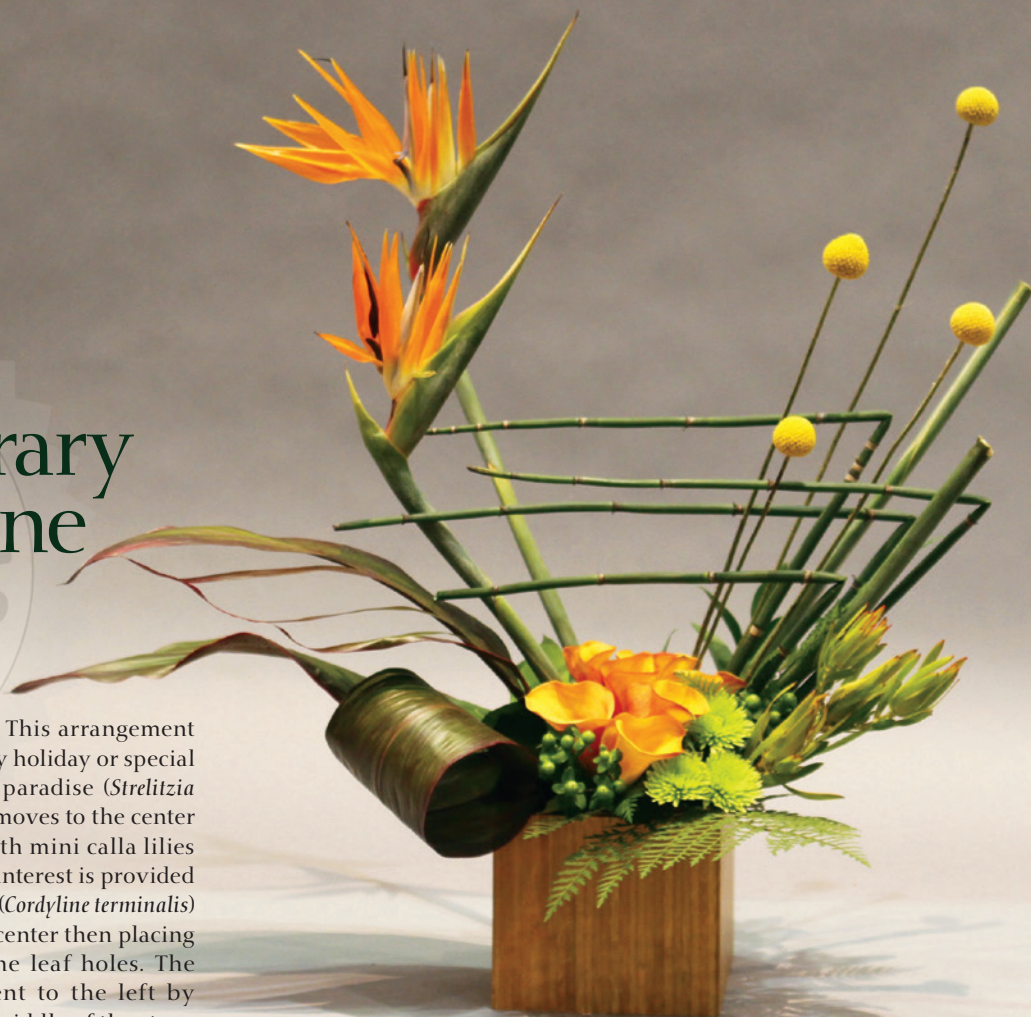 rary
ne
This arrangement
y holiday or special
paradise (Strelitzia
moves to the center
th mini calla lilies
interest is provided
(Cordyline terminalis)
center then placing
ne leaf holes. The
nt to the left by